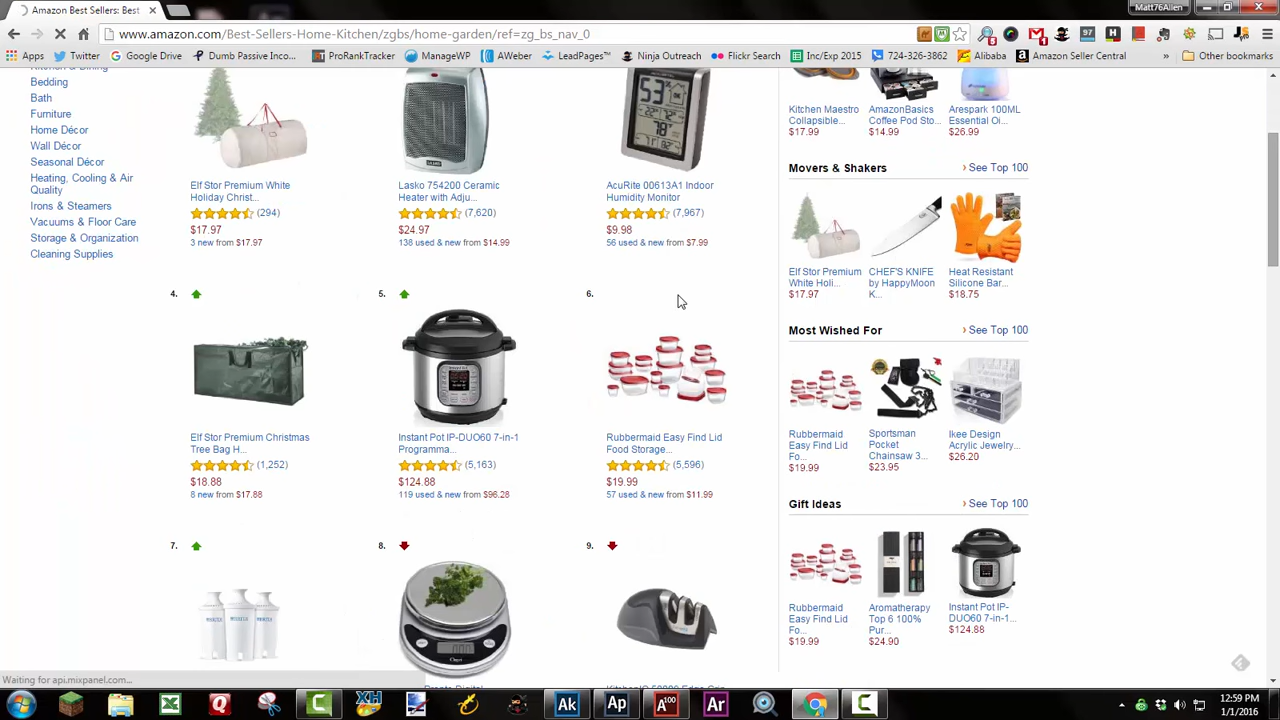 Amazon Best Sellers: Best
Matt76Allen
www.amazon.com/Best-Sellers-Home-Kitchen/zgbs/home-garden/ref=zg_bs_nav_0
Apps Twitter Google Drive Dumb Passive Co... PinpankTracker ManageWP AWeber LeadPages™ Ninja Outreach Flickr Search Inc/Exp 2015 724-326-3862 Alibaba Amazon Seller Central » Other bookmarks
Bedding
Bath
Furniture
Home Décor
Wall Décor
Seasonal Décor
Heating, Cooling & Air
Quality
Irons & Steamers
Vacuums & Floor Care
Storage & Organization
Cleaning Supplies
Elf Stor Premium White
Holiday Christ...
(294)
$17.97
3 new from $17.97
Lasko 754200 Ceramic
Heater with Adju...
(7,620)
$24.97
138 used & new from $14.99
AcuRite 00613A1 Indoor
Humidity Monitor
(7,967)
$9.98
56 used & new from $7.99
4.
Elf Stor Premium Christmas
Tree Bag H...
(1,252)
$18.88
8 new from $17.88
5.
Instant Pot IP-DUO60 7-in-1
Programma...
(5,163)
$124.88
119 used & new from $96.28
6.
Rubbermaid Easy Find Lid
Food Storage...
(5,596)
$19.99
57 used & new from $11.99
7.
8.
9.
Kitchen Maestro
Collapsible...
$17.99
AmazonBasics
Coffee Pod Sto...
$14.99
Arespark 100ML
Essential Oi...
$26.99
Movers & Shakers
› See Top 100
Elf Stor Premium
White Holi...
$17.97
CHEF'S KNIFE
by HappyMoon
K...
Heat Resistant
Silicone Bar...
$18.75
Most Wished For
› See Top 100
Rubbermaid
Easy Find Lid
Fo...
$19.99
Sportsman
Pocket
Chainsaw 3...
$23.95
Ikee Design
Acrylic Jewelry...
$26.20
Gift Ideas
› See Top 100
Rubbermaid
Easy Find Lid
Fo...
$19.99
Aromatherapy
Top 6 100%
Pur...
$24.90
Instant Pot IP-
DUO60 7-in-1...
$124.88
Waiting for api.mixpanel.com...
12:59 PM
1/1/2016